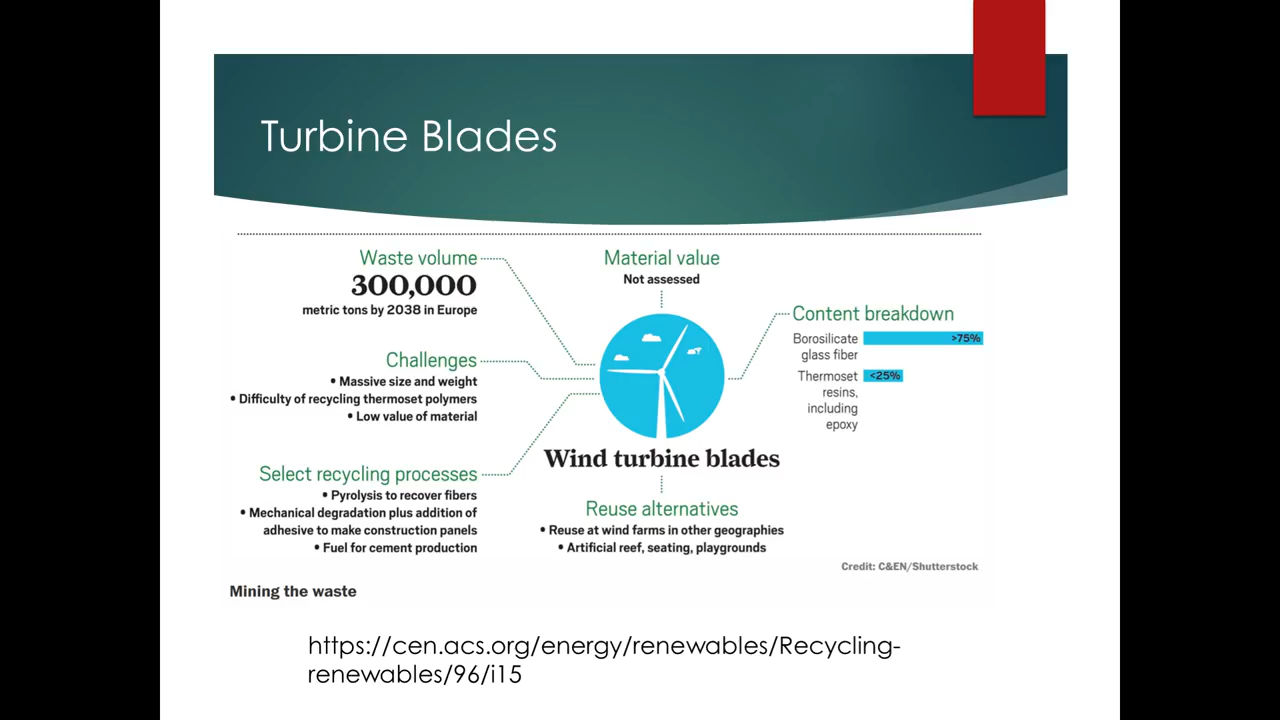 Turbine Blades
Waste volume
300,000
metric tons by 2038 in Europe
Material value
Not assessed
Content breakdown
Borosilicate
glass fiber
>75%
Thermoset
resins,
including
epoxy
<25%
Challenges
• Massive size and weight
• Difficulty of recycling thermoset polymers
• Low value of material
Wind turbine blades
Select recycling processes
• Pyrolysis to recover fibers
• Mechanical degradation plus addition of
adhesive to make construction panels
• Fuel for cement production
Reuse alternatives
• Reuse at wind farms in other geographies
• Artificial reef, seating, playgrounds
Credit: C&EN/Shutterstock
Mining the waste
https://cen.acs.org/energy/renewables/Recycling-
renewables/96/i15